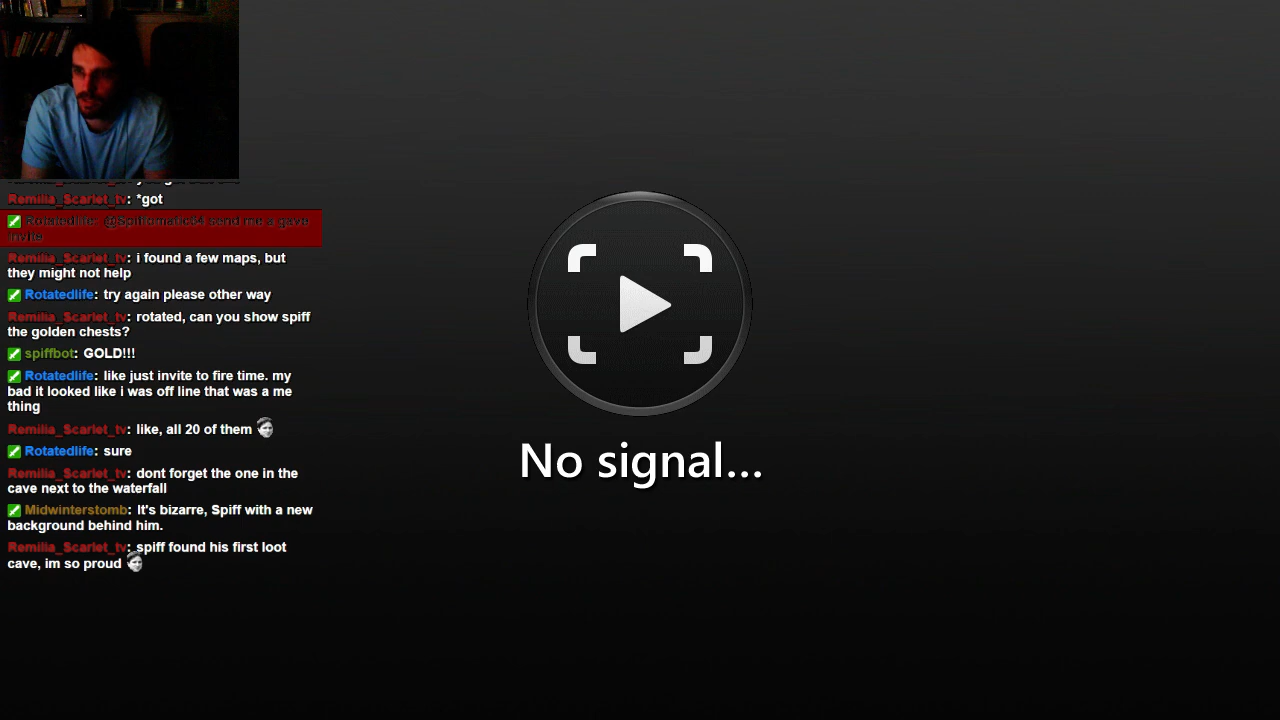 Remilia_Scarlet_tv: *got
Rotatedlife: @Spiffomatic64 send me a gave
invite
Remilia_Scarlet_tv: i found a few maps, but
they might not help
Rotatedlife: try again please other way
Remilia_Scarlet_tv: rotated, can you show spiff
the golden chests?
spiffbot: GOLD!!!
Rotatedlife: like just invite to fire time. my
bad it looked like i was off line that was a me
thing
Remilia_Scarlet_tv: like, all 20 of them
Rotatedlife: sure
Remilia_Scarlet_tv: dont forget the one in the
cave next to the waterfall
Midwinterstomb: It's bizarre, Spiff with a new
background behind him.
Remilia_Scarlet_tv: spiff found his first loot
cave, im so proud
No signal...